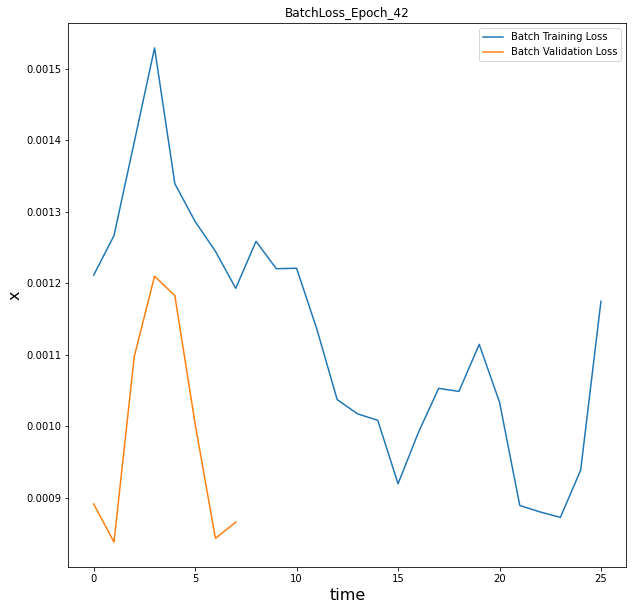 BatchLoss_Epoch_42
Batch Training Loss
Batch Validation Loss
0.0015
0.0014
0.0013
0.0012
0.0011
0.0010
0.0009
x
0 5 10 15 20 25
time